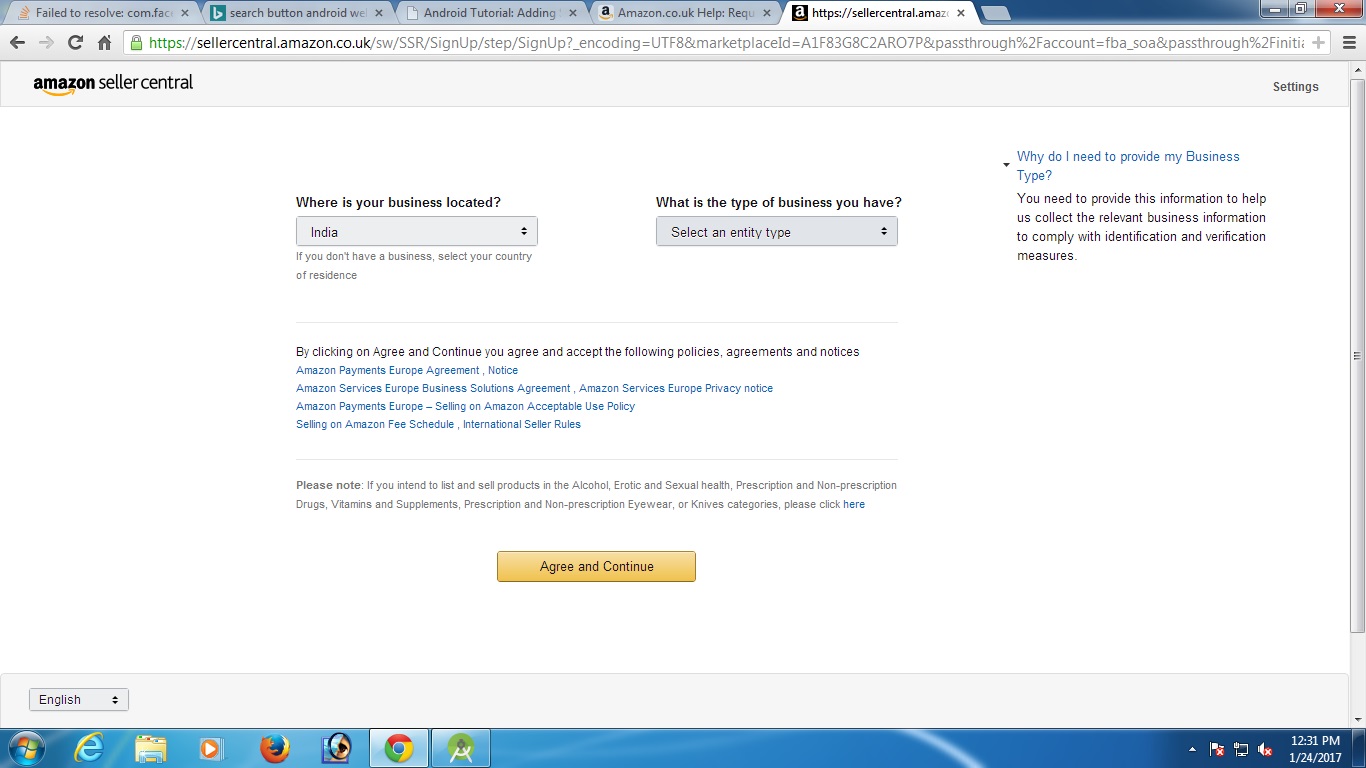 Failed to resolve: com.face
search button android we
Android Tutorial: Adding
Amazon.co.uk Help: Requ
https://sellercentral.amazo
https://sellercentral.amazon.co.uk/sw/SSR/SignUp/step/SignUp?_encoding=UTF8&marketplaceId=A1F83G8C2ARO7P&passthrough%2Faccount=fba_soa&passthrough%2Finitia
amazon seller central
Settings
Why do I need to provide my Business
Type?
You need to provide this information to help
us collect the relevant business information
to comply with identification and verification
measures.
Where is your business located?
What is the type of business you have?
India
Select an entity type
If you don't have a business, select your country
of residence
By clicking on Agree and Continue you agree and accept the following policies, agreements and notices
Amazon Payments Europe Agreement , Notice
Amazon Services Europe Business Solutions Agreement , Amazon Services Europe Privacy notice
Amazon Payments Europe – Selling on Amazon Acceptable Use Policy
Selling on Amazon Fee Schedule , International Seller Rules
Please note: If you intend to list and sell products in the Alcohol, Erotic and Sexual health, Prescription and Non-prescription
Drugs, Vitamins and Supplements, Prescription and Non-prescription Eyewear, or Knives categories, please click here
Agree and Continue
English
12:31 PM
1/24/2017